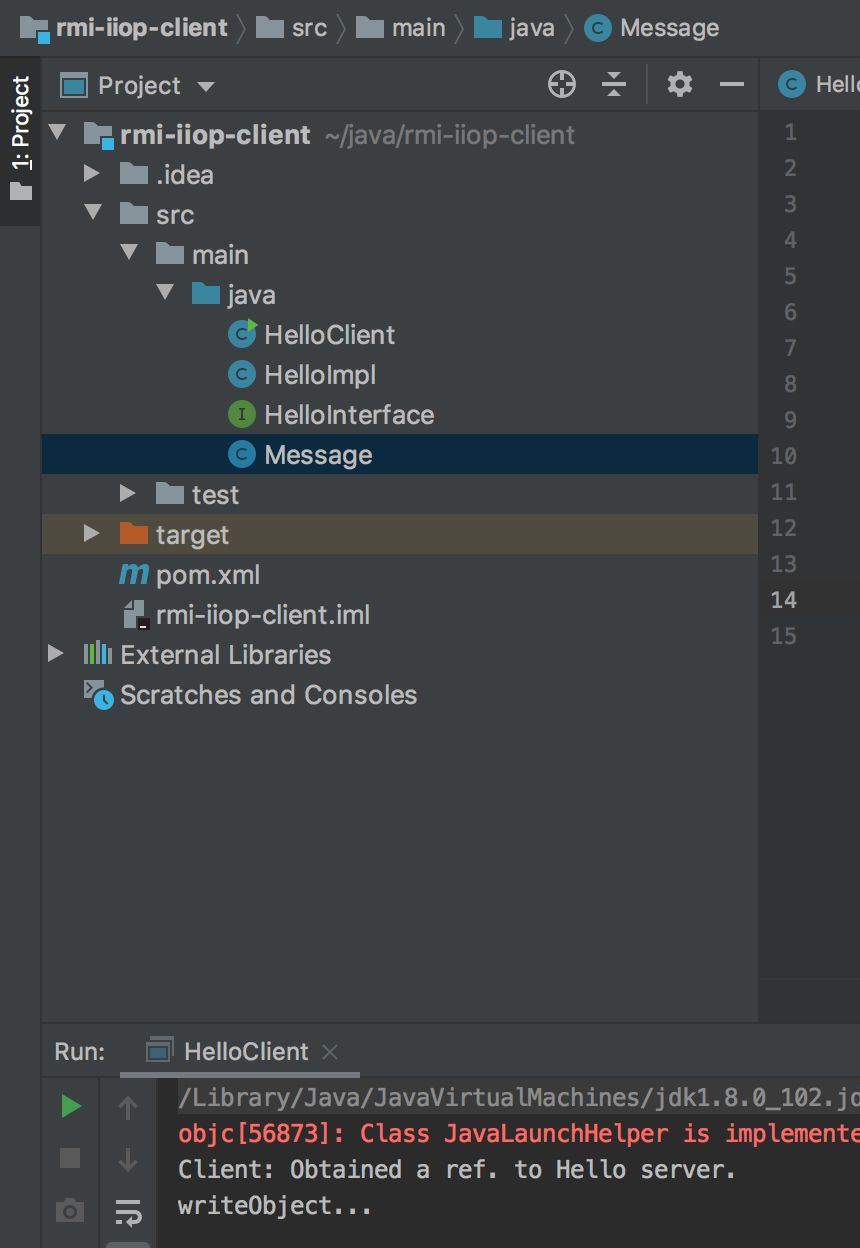 rmi-iiop-client src main java C Message
1: Project
Project
C Hello
rmi-iiop-client ~/java/rmi-iiop-client
.idea
src
main
java
C HelloClient
C HelloImpl
I HelloInterface
C Message
test
target
m pom.xml
rmi-iiop-client.iml
External Libraries
Scratches and Consoles
1
2
3
4
5
6
7
8
9
10
11
12
13
14
15
Run: HelloClient
/Library/Java/JavaVirtualMachines/jdk1.8.0_102.jd
objc[56873]: Class JavaLaunchHelper is implemente
Client: Obtained a ref. to Hello server.
writeObject...